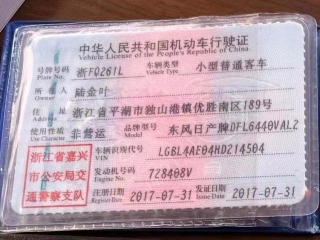 中华人民共和国机动车行驶证
Vehicle License of the People's Republic of China
号牌号码 浙FQ261L 车辆类型 小型普通客车
Plate No. Vehicle Type
所有人 陆金叶
Owner
住址 浙江省平湖市独山港镇优胜南区189号
Address
使用性质 非营运 品牌型号 东风日产牌DFL6440VAL2
Use Character Model
浙江省嘉兴市公安局交通警察支队
车辆识别代号 LGBL4AF04HD214504
VIN
发动机号码 728408V
Engine No.
注册日期 2017-07-31 发证日期 2017-07-31
Register Date Issue Date